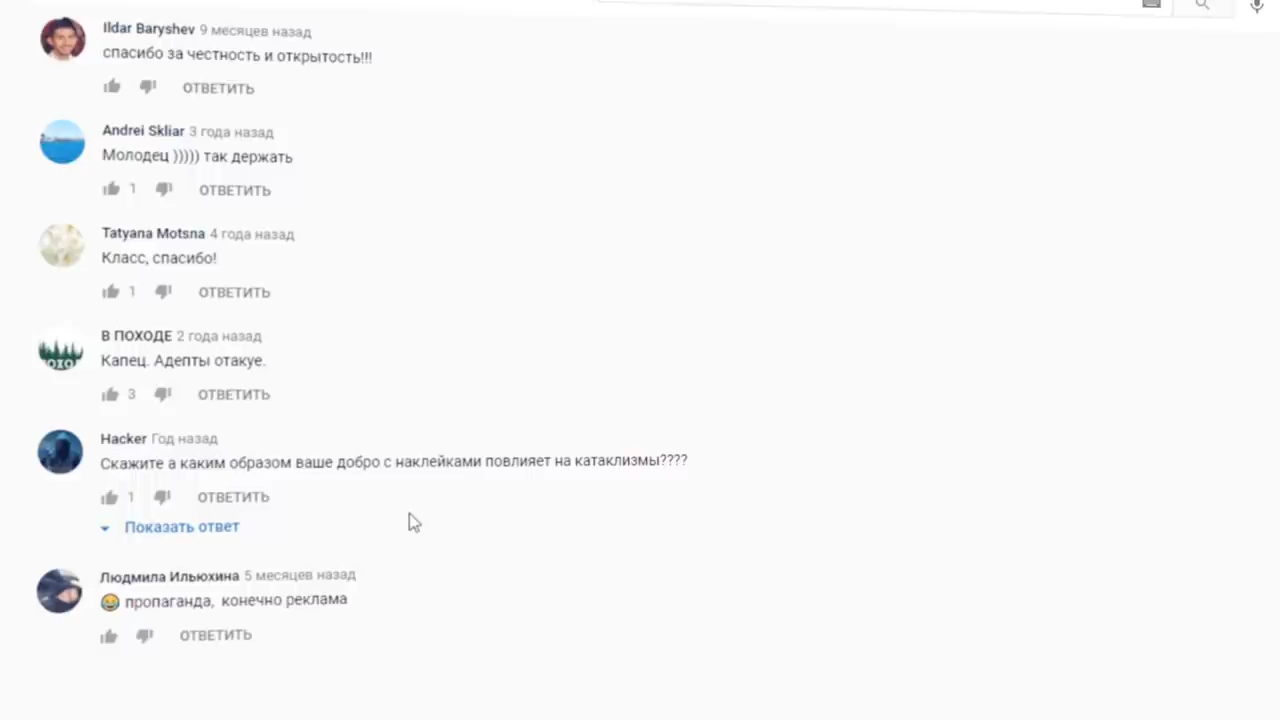 Ildar Baryshev 9 месяцев назад
спасибо за честность и открытость!!!
ОТВЕТИТЬ
Andrei Skliar 3 года назад
Молодец ))))) так держать
1 ОТВЕТИТЬ
Tatyana Motsna 4 года назад
Класс, спасибо!
1 ОТВЕТИТЬ
В ПОХОДЕ 2 года назад
Капец. Адепты отакуе.
3 ОТВЕТИТЬ
Hacker Год назад
Скажите а каким образом ваше добро с наклейками повлияет на катаклизмы????
1 ОТВЕТИТЬ
Показать ответ
Людмила Ильюхина 5 месяцев назад
😂 пропаганда, конечно реклама
ОТВЕТИТЬ